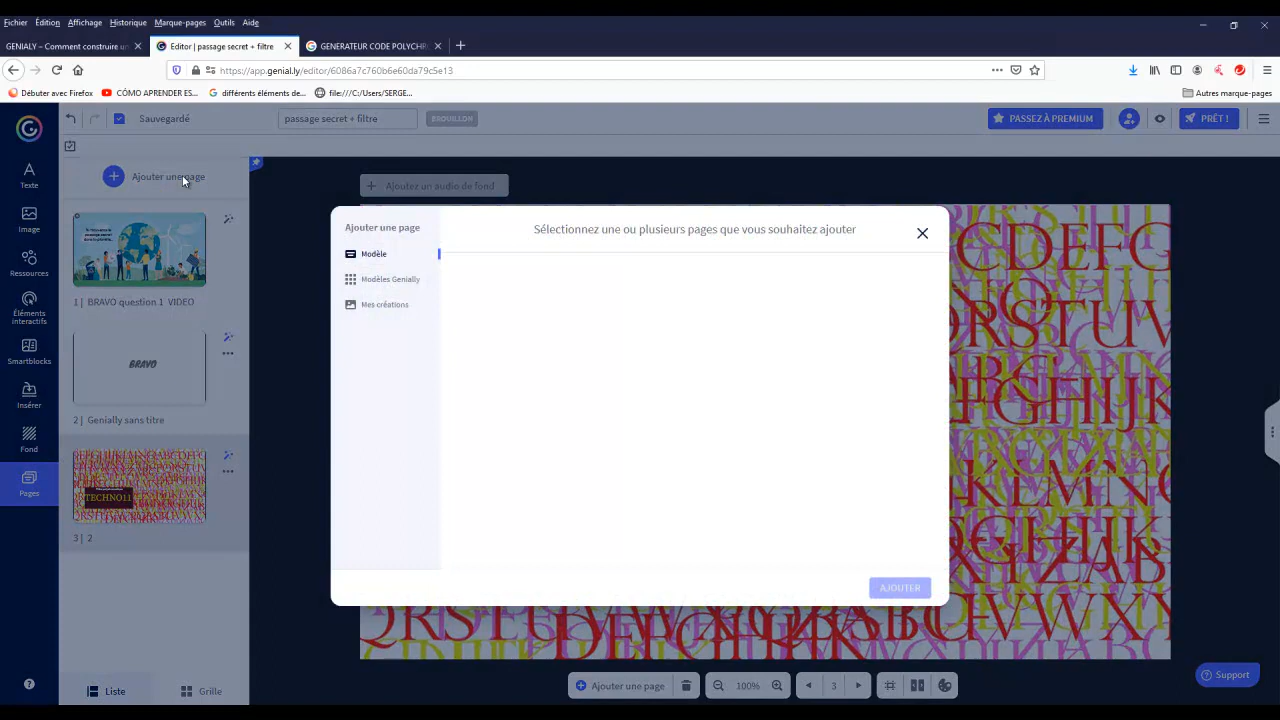 Fichier Édition Affichage Historique Marque-pages Outils Aide
GENIALY – Comment construire un
Editor | passage secret + filtre
GENERATEUR CODE POLYCHR
https://app.genial.ly/editor/6086a7c760b6e60da79c5e13
Débuter avec Firefox
CÓMO APRENDER ES...
différents éléments de...
file:///C:/Users/SERGE...
Autres marque-pages
Sauvegardé
passage secret + filtre
BROUILLON
PASSEZ À PREMIUM
PRÊT !
Texte
Image
Ressources
Éléments
interactifs
Smartblocks
Insérer
Fond
Pages
Ajouter une page
1 | BRAVO question 1 VIDEO
BRAVO
2 | Genially sans titre
TECHNO11
3 | 2
Liste
Grille
Ajoutez un audio de fond
Ajouter une page
Sélectionnez une ou plusieurs pages que vous souhaitez ajouter
Modèle
Modèles Genially
Mes créations
AJOUTER
Ajouter une page
100%
3
Support